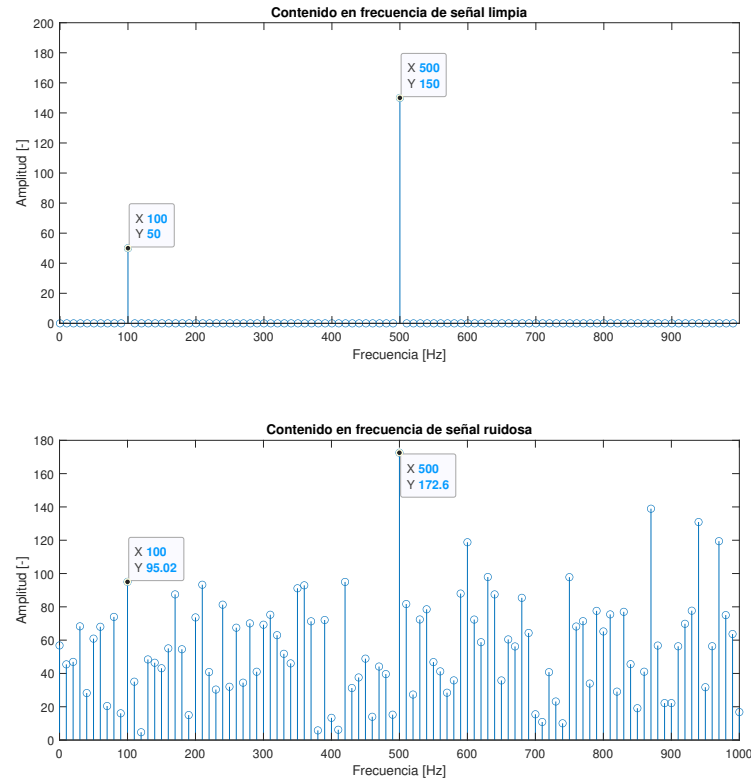 Contenido en frecuencia de señal limpia
200
180
160
140
120
100
80
60
40
20
0
Amplitud [-]
X 500
Y 150
X 100
Y 50
0 100 200 300 400 500 600 700 800 900
Frecuencia [Hz]
Contenido en frecuencia de señal ruidosa
180
160
140
120
100
80
60
40
20
0
Amplitud [-]
X 500
Y 172.6
X 100
Y 95.02
0 100 200 300 400 500 600 700 800 900 1000
Frecuencia [Hz]